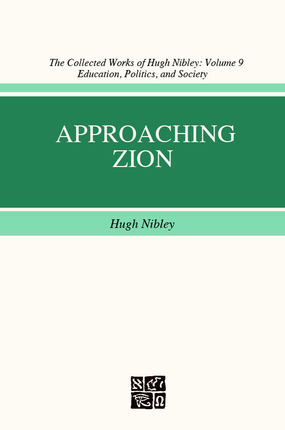 The Collected Works of Hugh Nibley: Volume 9
Education, Politics, and Society
APPROACHING
ZION
Hugh Nibley